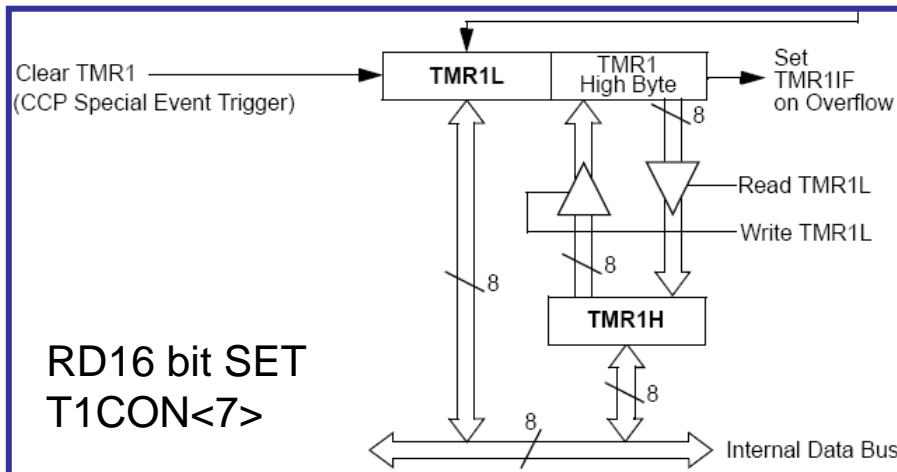 Clear TMR1
(CCP Special Event Trigger)
TMR1L
TMR1
High Byte
Set
TMR1IF
on Overflow
8
Read TMR1L
Write TMR1L
8
8
TMR1H
RD16 bit SET
T1CON<7>
8
8
Internal Data Bus